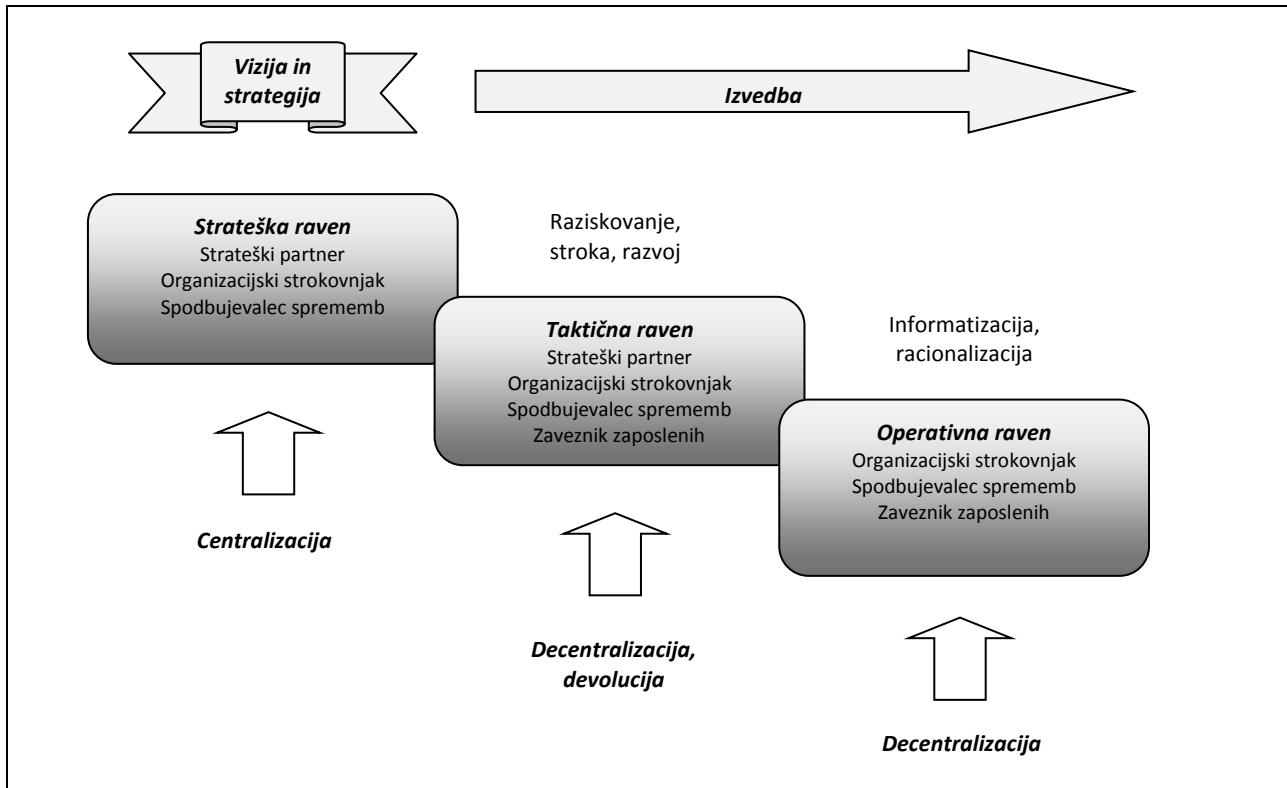 Vizija in
strategija
Izvedba
Strateška raven
Strateški partner
Organizacijski strokovnjak
Spodbujevalec sprememb
Raziskovanje,
stroka, razvoj
Taktična raven
Strateški partner
Organizacijski strokovnjak
Spodbujevalec sprememb
Zaveznik zaposlenih
Informatizacija,
racionalizacija
Operativna raven
Organizacijski strokovnjak
Spodbujevalec sprememb
Zaveznik zaposlenih
Centralizacija
Decentralizacija,
devolucija
Decentralizacija